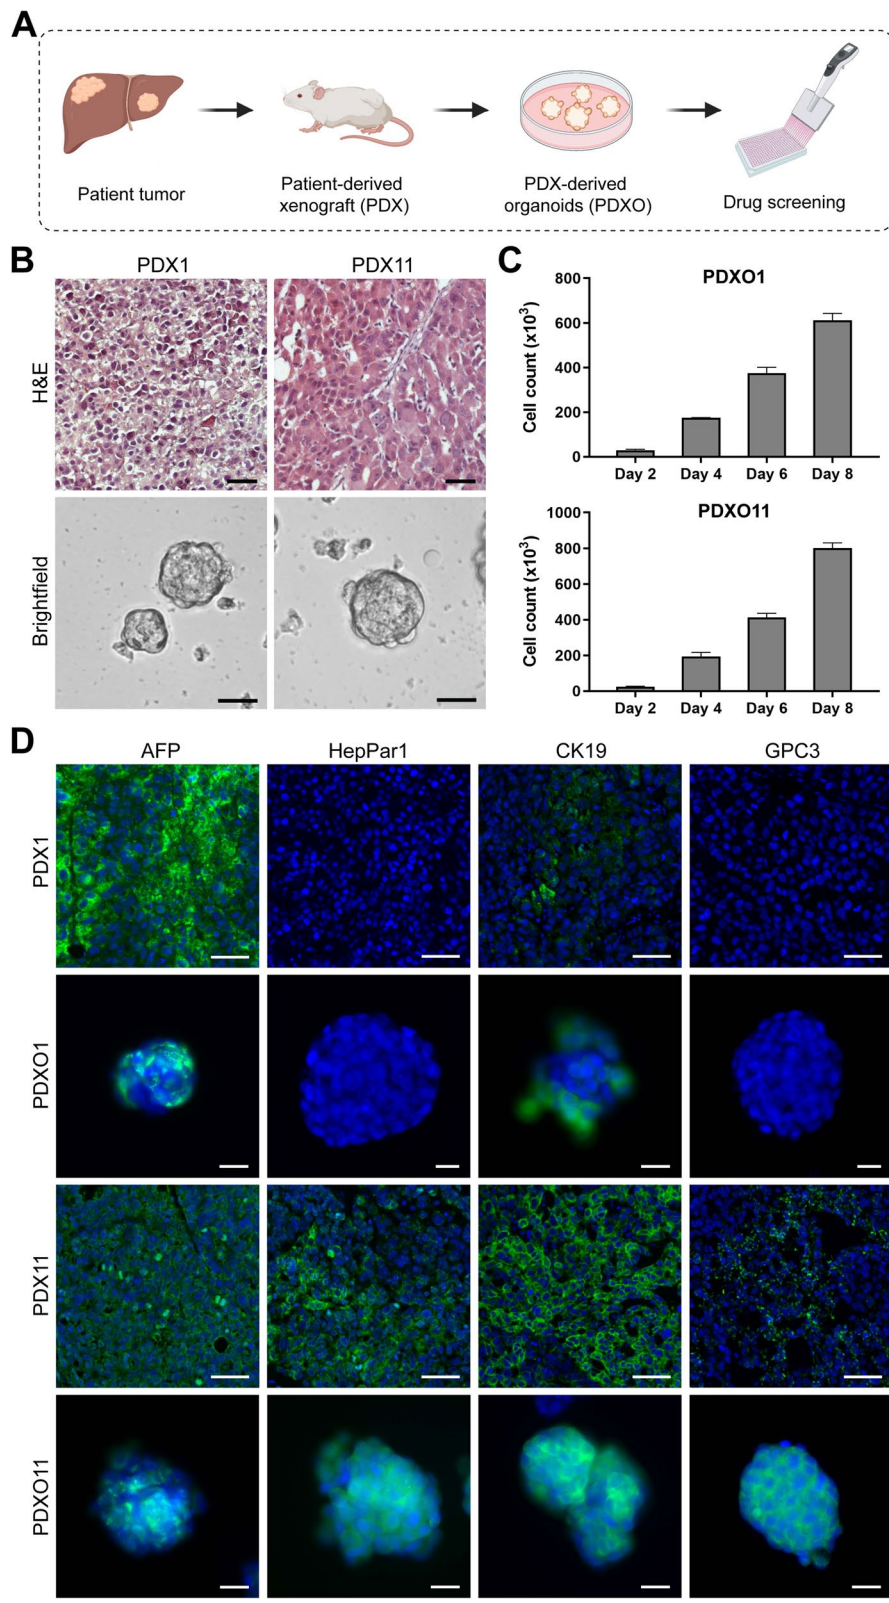 A
Patient tumor
Patient-derived
xenograft (PDX)
PDX-derived
organoids (PDXO)
Drug screening
B
PDX1
PDX11
H&E
Brightfield
C
PDXO1
Cell count (x10³)
800
600
400
200
0
Day 2
Day 4
Day 6
Day 8
PDXO11
Cell count (x10³)
1000
800
600
400
200
0
Day 2
Day 4
Day 6
Day 8
D
AFP
HepPar1
CK19
GPC3
PDX1
PDXO1
PDX11
PDXO11